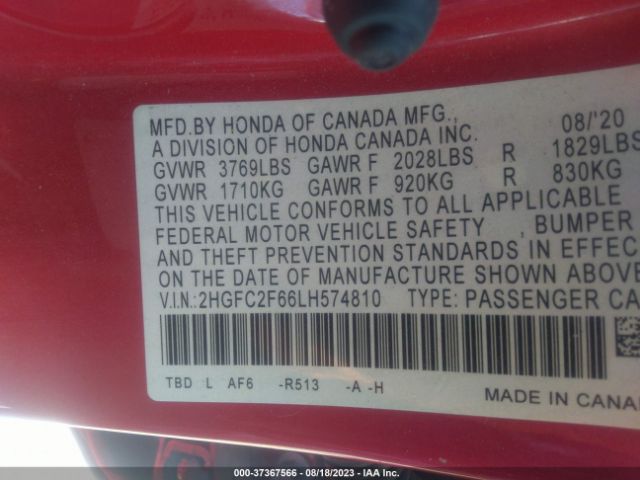 MFD.BY HONDA OF CANADA MFG., 08/'20
A DIVISION OF HONDA CANADA INC.
GVWR 3769LBS GAWR F 2028LBS R 1829LBS
GVWR 1710KG GAWR F 920KG R 830KG
THIS VEHICLE CONFORMS TO ALL APPLICABLE
FEDERAL MOTOR VEHICLE SAFETY , BUMPER
AND THEFT PREVENTION STANDARDS IN EFFEC
ON THE DATE OF MANUFACTURE SHOWN ABOVE
V.I.N.:2HGFC2F66LH574810 TYPE: PASSENGER CA
TBD L AF6 -R513 -A -H
MADE IN CANA
000-37367566 - 08/18/2023 - IAA Inc.